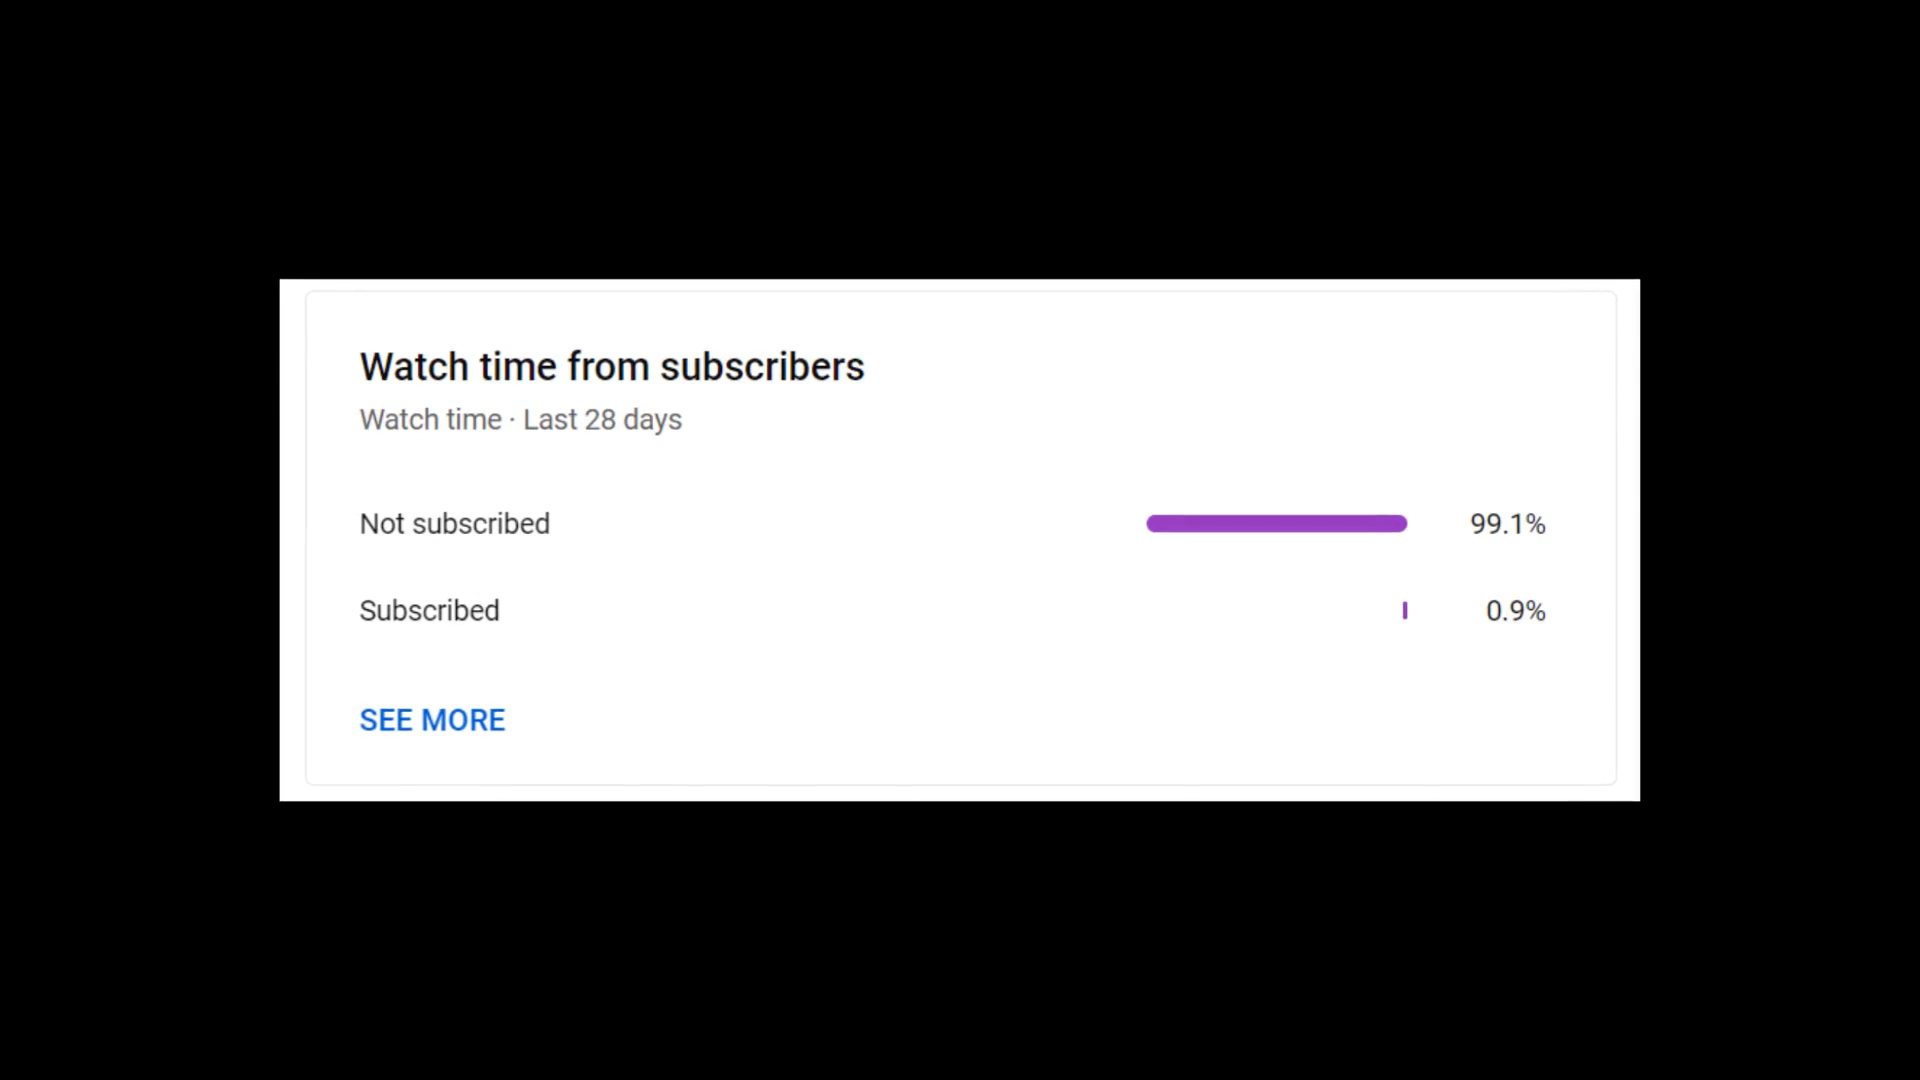 Watch time from subscribers
Watch time · Last 28 days
Not subscribed 99.1%
Subscribed 0.9%
SEE MORE